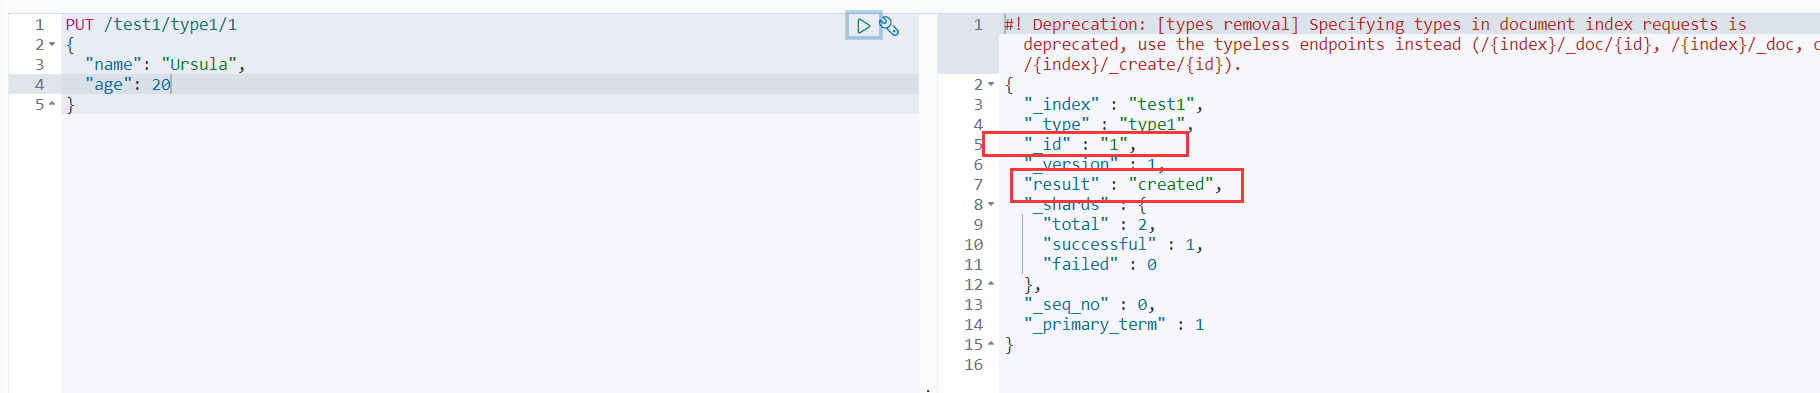 1 PUT /test1/type1/1
2 {
3 "name": "Ursula",
4 "age": 20
5 }
1 #! Deprecation: [types removal] Specifying types in document index requests is
deprecated, use the typeless endpoints instead (/{index}/_doc/{id}, /{index}/_doc,
/{index}/_create/{id}).
2 {
3 "_index" : "test1",
4 "_type" : "type1",
5 "_id" : "1",
6 "_version" : 1,
7 "result" : "created",
8 "_shards" : {
9 "total" : 2,
10 "successful" : 1,
11 "failed" : 0
12 },
13 "_seq_no" : 0,
14 "_primary_term" : 1
15 }
16